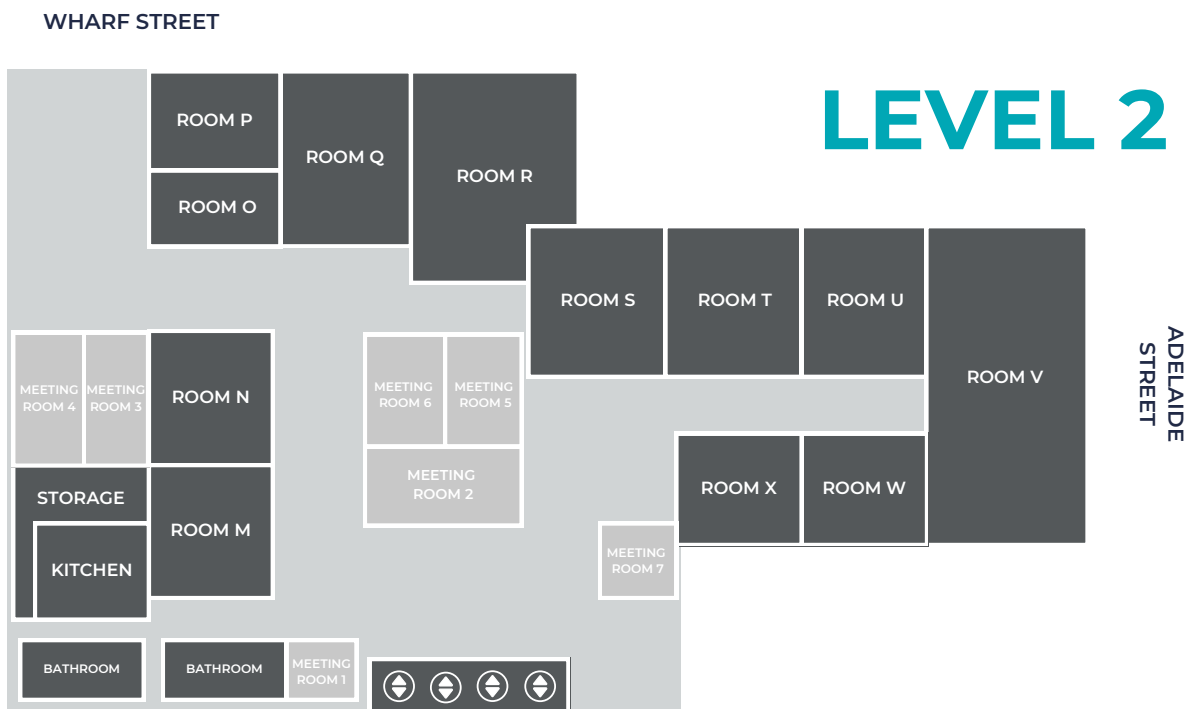 WHARF STREET
LEVEL 2
ROOM P
ROOM Q
ROOM R
ROOM O
ROOM S
ROOM T
ROOM U
ROOM V
ADELAIDE
STREET
MEETING
ROOM 4
MEETING
ROOM 3
ROOM N
MEETING
ROOM 6
MEETING
ROOM 5
MEETING
ROOM 2
STORAGE
ROOM M
KITCHEN
ROOM X
ROOM W
MEETING
ROOM 7
BATHROOM
BATHROOM
MEETING
ROOM 1